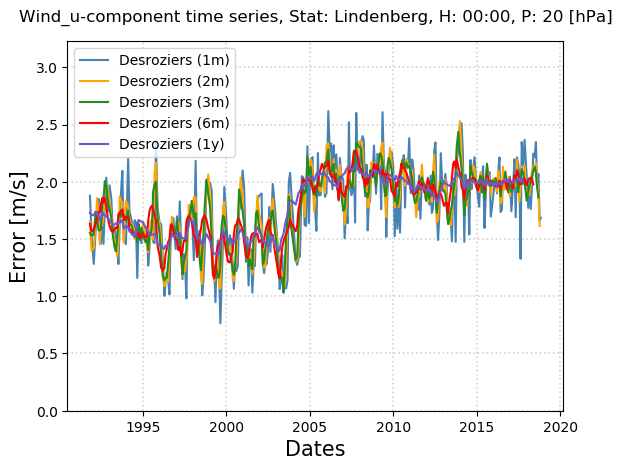 Wind_u-component time series, Stat: Lindenberg, H: 00:00, P: 20 [hPa]
Desroziers (1m)
Desroziers (2m)
Desroziers (3m)
Desroziers (6m)
Desroziers (1y)
Error [m/s]
3.0
2.5
2.0
1.5
1.0
0.5
0.0
1995 2000 2005 2010 2015 2020
Dates